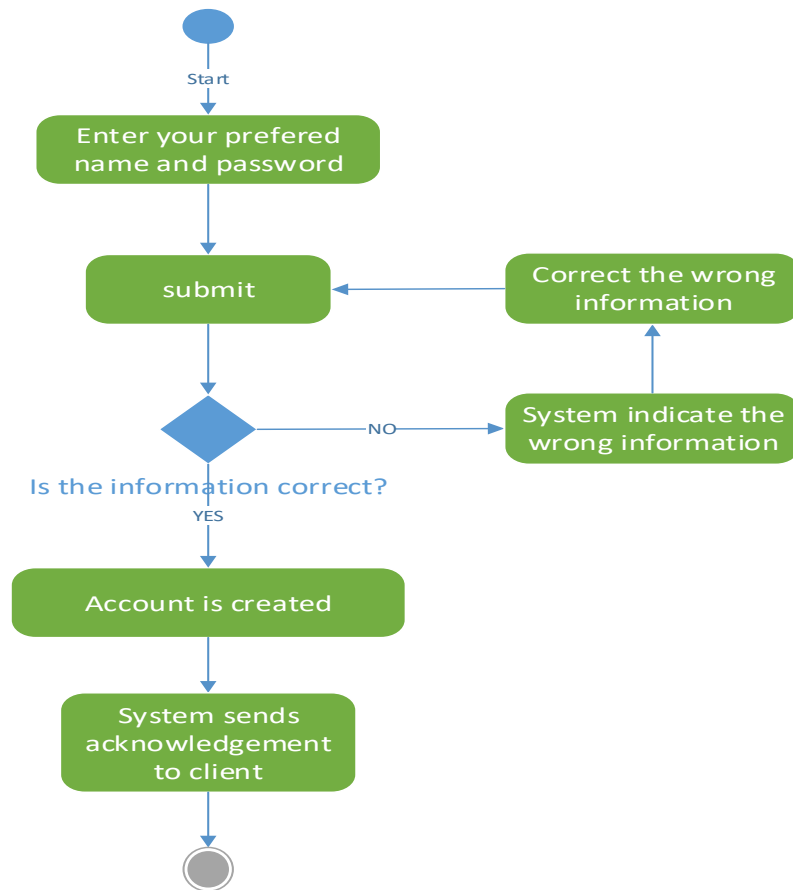 Start
Enter your prefered
name and password
submit
Correct the wrong
information
NO
System indicate the
wrong information
Is the information correct?
YES
Account is created
System sends
acknowledgement
to client